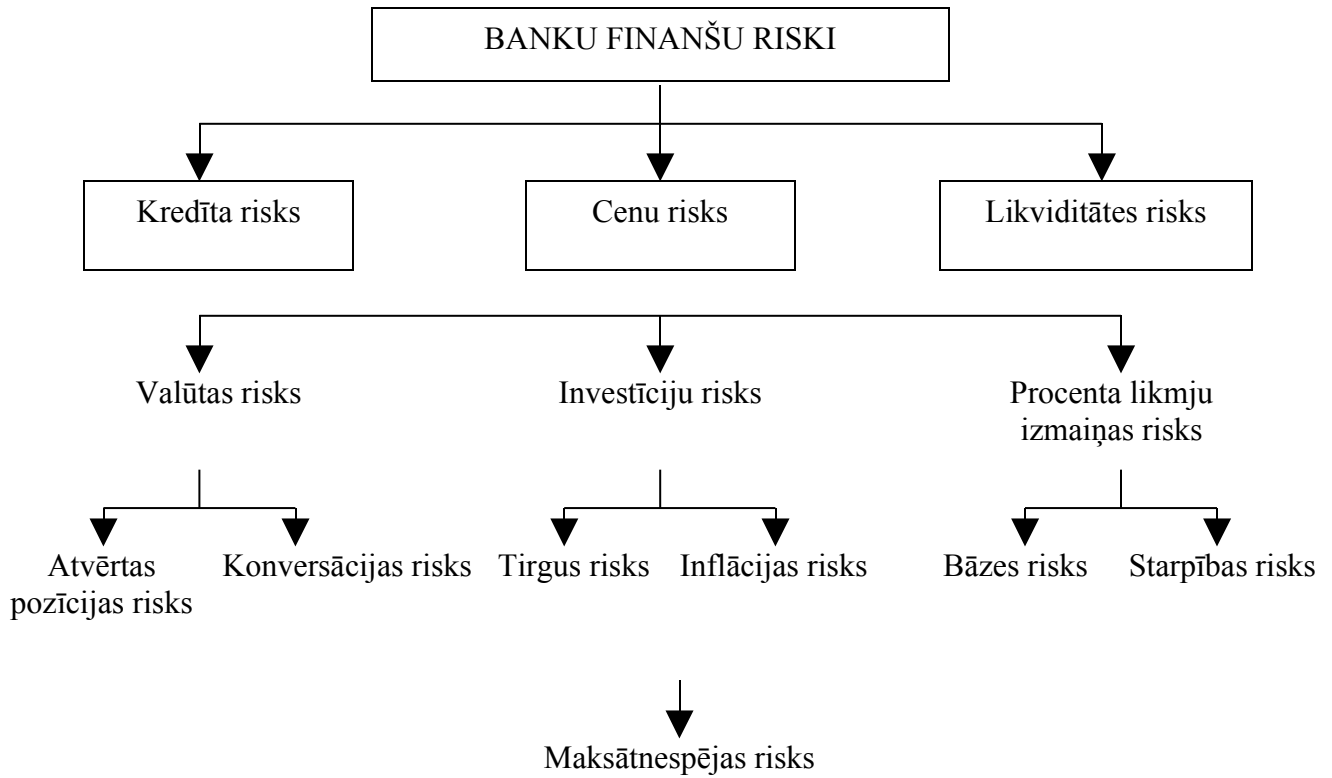 BANKU FINANŠU RISKI
Kredīta risks
Cenu risks
Likviditātes risks
Valūtas risks
Investīciju risks
Procenta likmju
izmaiņas risks
Atvērtas
pozīcijas risks
Konversācijas risks
Tirgus risks
Inflācijas risks
Bāzes risks
Starpības risks
Maksātnespējas risks